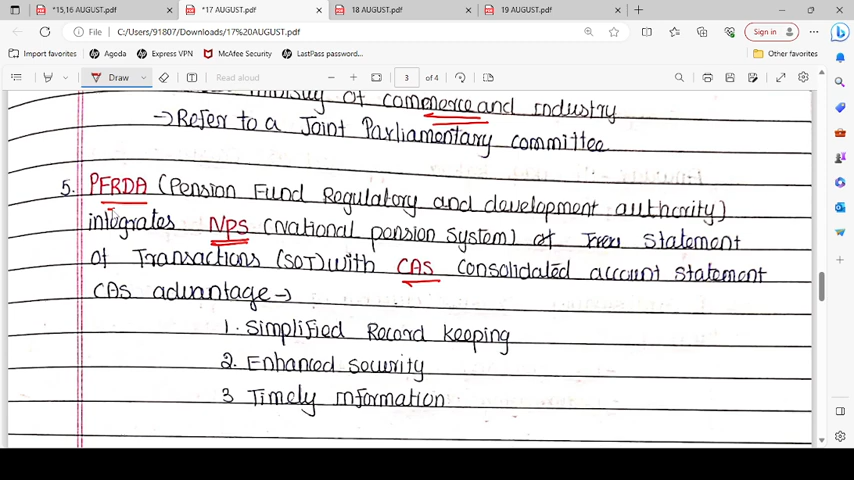 *15,16 AUGUST.pdf
*17 AUGUST.pdf
18 AUGUST.pdf
19 AUGUST.pdf
Sign in
C:/Users/91807/Downloads/17%20AUGUST.pdf
Import favorites
Agoda
Express VPN
McAfee Security
LastPass password...
Other favorites
Draw
Read aloud
3 of 4
Ministry of commerce and industry
→Refer to a Joint Parliamentary committee
5. PFRDA (Pension Fund Regulatory and development authority)
integrates NPS (National pension system) statement
of Transactions (SOT) with CAS consolidated account statement
CAS advantage→
1. Simplified Record keeping
2. Enhanced security
3 Timely information